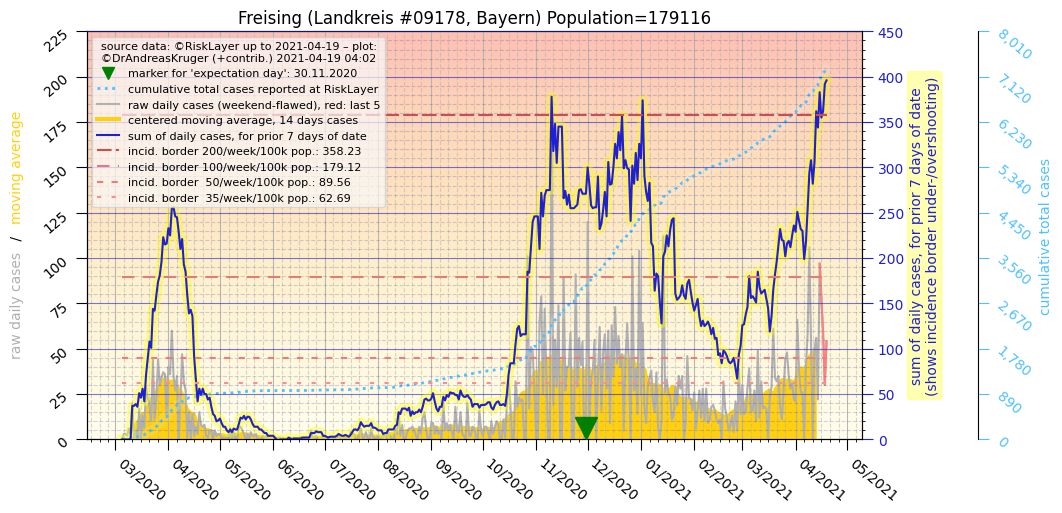 Freising (Landkreis #09178, Bayern) Population=179116
source data: ©RiskLayer up to 2021-04-19 – plot:
©DrAndreasKruger (+contrib.) 2021-04-19 04:02
marker for 'expectation day': 30.11.2020
cumulative total cases reported at RiskLayer
raw daily cases (weekend-flawed), red: last 5
centered moving average, 14 days cases
sum of daily cases, for prior 7 days of date
incid. border 200/week/100k pop.: 358.23
incid. border 100/week/100k pop.: 179.12
incid. border  50/week/100k pop.: 89.56
incid. border  35/week/100k pop.: 62.69
raw daily cases  /  moving average
225
200
175
150
125
100
75
50
25
0
03/2020
04/2020
05/2020
06/2020
07/2020
08/2020
09/2020
10/2020
11/2020
12/2020
01/2021
02/2021
03/2021
04/2021
05/2021
450
400
350
300
250
200
150
100
50
0
sum of daily cases, for prior 7 days of date
(shows incidence border under-/overshooting)
8,010
7,120
6,230
5,340
4,450
3,560
2,670
1,780
890
0
cumulative total cases